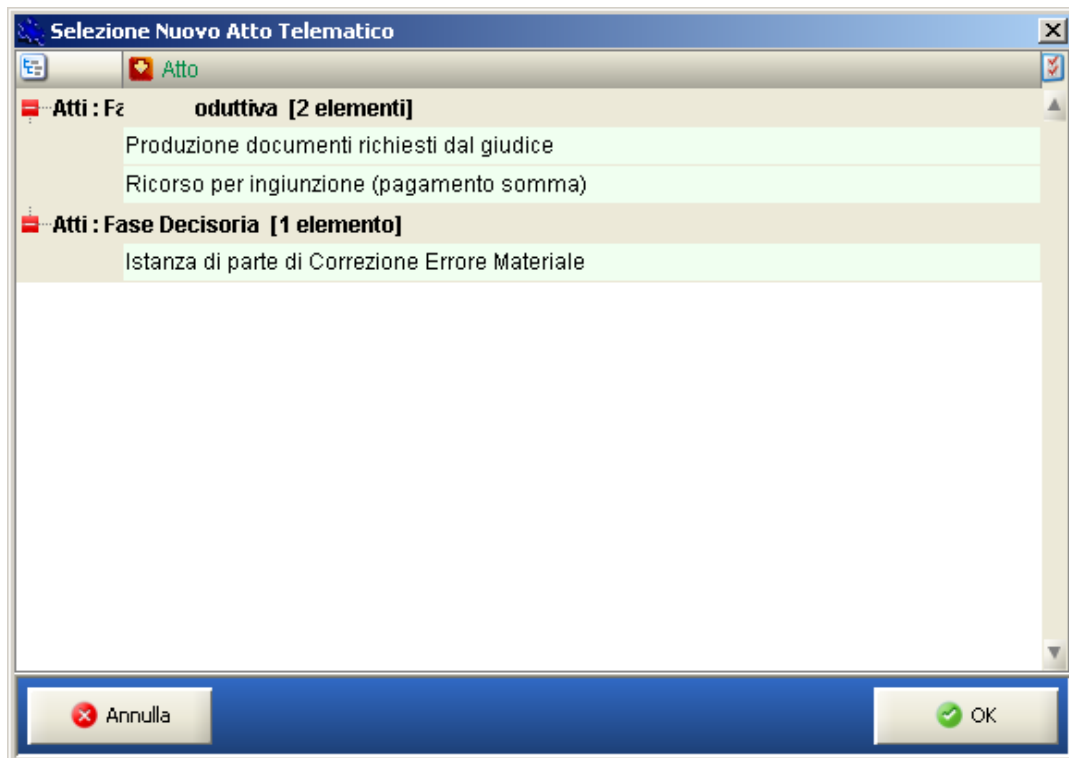 Selezione Nuovo Atto Telematico
Atto
Atti : Fa oduttiva [2 elementi]
Produzione documenti richiesti dal giudice
Ricorso per ingiunzione (pagamento somma)
Atti : Fase Decisoria [1 elemento]
Istanza di parte di Correzione Errore Materiale
Annulla
OK